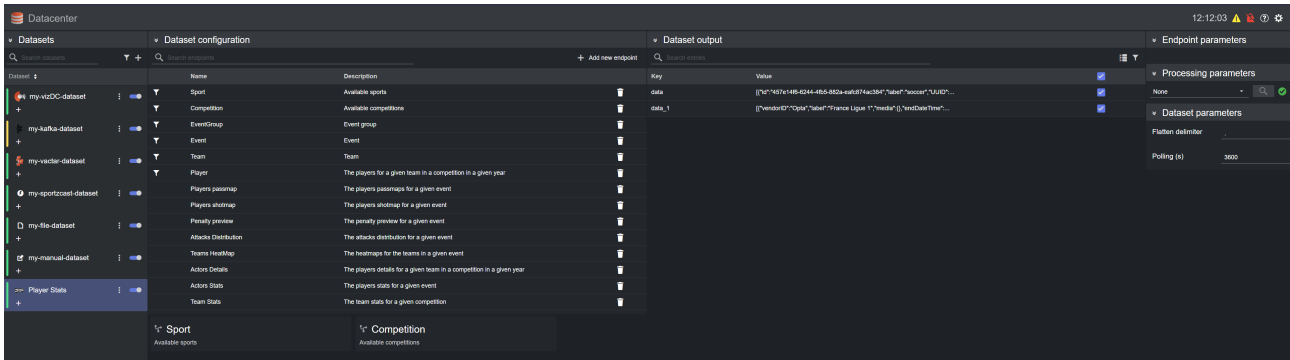 Datacenter
12:12:03
Datasets
Search datasets
Dataset
my-vizDC-dataset
+
my-kafka-dataset
+
my-vactar-dataset
+
my-sportzcast-dataset
+
my-file-dataset
+
my-manual-dataset
+
Player Stats
+
Dataset configuration
Search endpoints
+ Add new endpoint
Name Description
Sport Available sports
Competition Available competitions
EventGroup Event group
Event Event
Team Team
Player The players for a given team in a competition in a given year
Players passmap The players passmaps for a given event
Players shotmap The players shotmap for a given event
Penalty preview The penalty preview for a given event
Attacks Distribution The attacks distribution for a given event
Teams HeatMap The heatmaps for the teams in a given event
Actors Details The players details for a given team in a competition in a given year
Actors Stats The players stats for a given event
Team Stats The team stats for a given competition
Sport
Available sports
Competition
Available competitions
Dataset output
Search entries
Key Value
data [{"id":"457e14f6-6244-4fb5-882a-eafc874ac384","label":"soccer","UUID":...
data_1 [{"vendorID":"Opta","label":"France Ligue 1","media":{},"endDateTime":...
Endpoint parameters
Processing parameters
None
Dataset parameters
Flatten delimiter
Polling (s) 3600